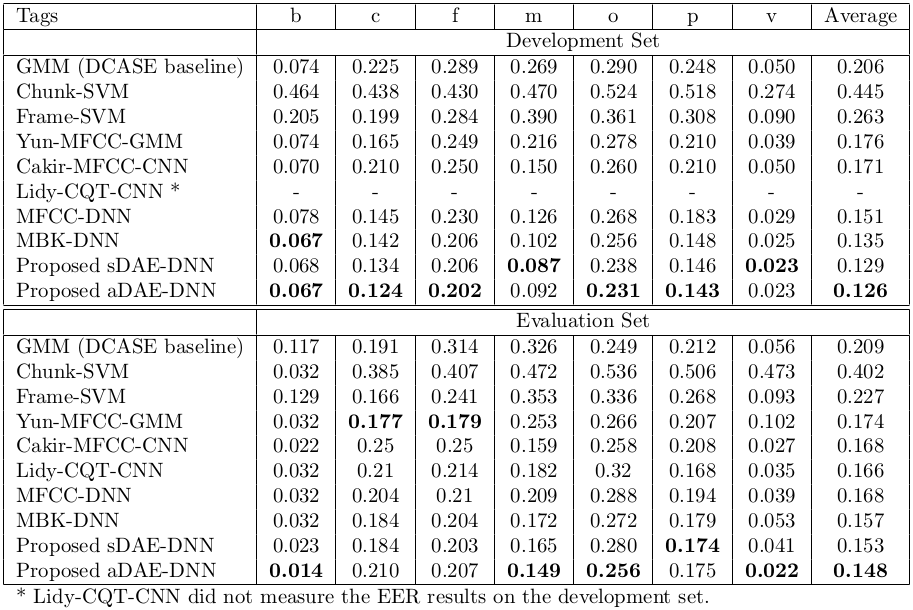 Tags b c f m o p v Average
Development Set
GMM (DCASE baseline) 0.074 0.225 0.289 0.269 0.290 0.248 0.050 0.206
Chunk-SVM 0.464 0.438 0.430 0.470 0.524 0.518 0.274 0.445
Frame-SVM 0.205 0.199 0.284 0.390 0.361 0.308 0.090 0.263
Yun-MFCC-GMM 0.074 0.165 0.249 0.216 0.278 0.210 0.039 0.176
Cakir-MFCC-CNN 0.070 0.210 0.250 0.150 0.260 0.210 0.050 0.171
Lidy-CQT-CNN * - - - - - - - -
MFCC-DNN 0.078 0.145 0.230 0.126 0.268 0.183 0.029 0.151
MBK-DNN 0.067 0.142 0.206 0.102 0.256 0.148 0.025 0.135
Proposed sDAE-DNN 0.068 0.134 0.206 0.087 0.238 0.146 0.023 0.129
Proposed aDAE-DNN 0.067 0.124 0.202 0.092 0.231 0.143 0.023 0.126
Evaluation Set
GMM (DCASE baseline) 0.117 0.191 0.314 0.326 0.249 0.212 0.056 0.209
Chunk-SVM 0.032 0.385 0.407 0.472 0.536 0.506 0.473 0.402
Frame-SVM 0.129 0.166 0.241 0.353 0.336 0.268 0.093 0.227
Yun-MFCC-GMM 0.032 0.177 0.179 0.253 0.266 0.207 0.102 0.174
Cakir-MFCC-CNN 0.022 0.25 0.25 0.159 0.258 0.208 0.027 0.168
Lidy-CQT-CNN 0.032 0.21 0.214 0.182 0.32 0.168 0.035 0.166
MFCC-DNN 0.032 0.204 0.21 0.209 0.288 0.194 0.039 0.168
MBK-DNN 0.032 0.184 0.204 0.172 0.272 0.179 0.053 0.157
Proposed sDAE-DNN 0.023 0.184 0.203 0.165 0.280 0.174 0.041 0.153
Proposed aDAE-DNN 0.014 0.210 0.207 0.149 0.256 0.175 0.022 0.148
* Lidy-CQT-CNN did not measure the EER results on the development set.